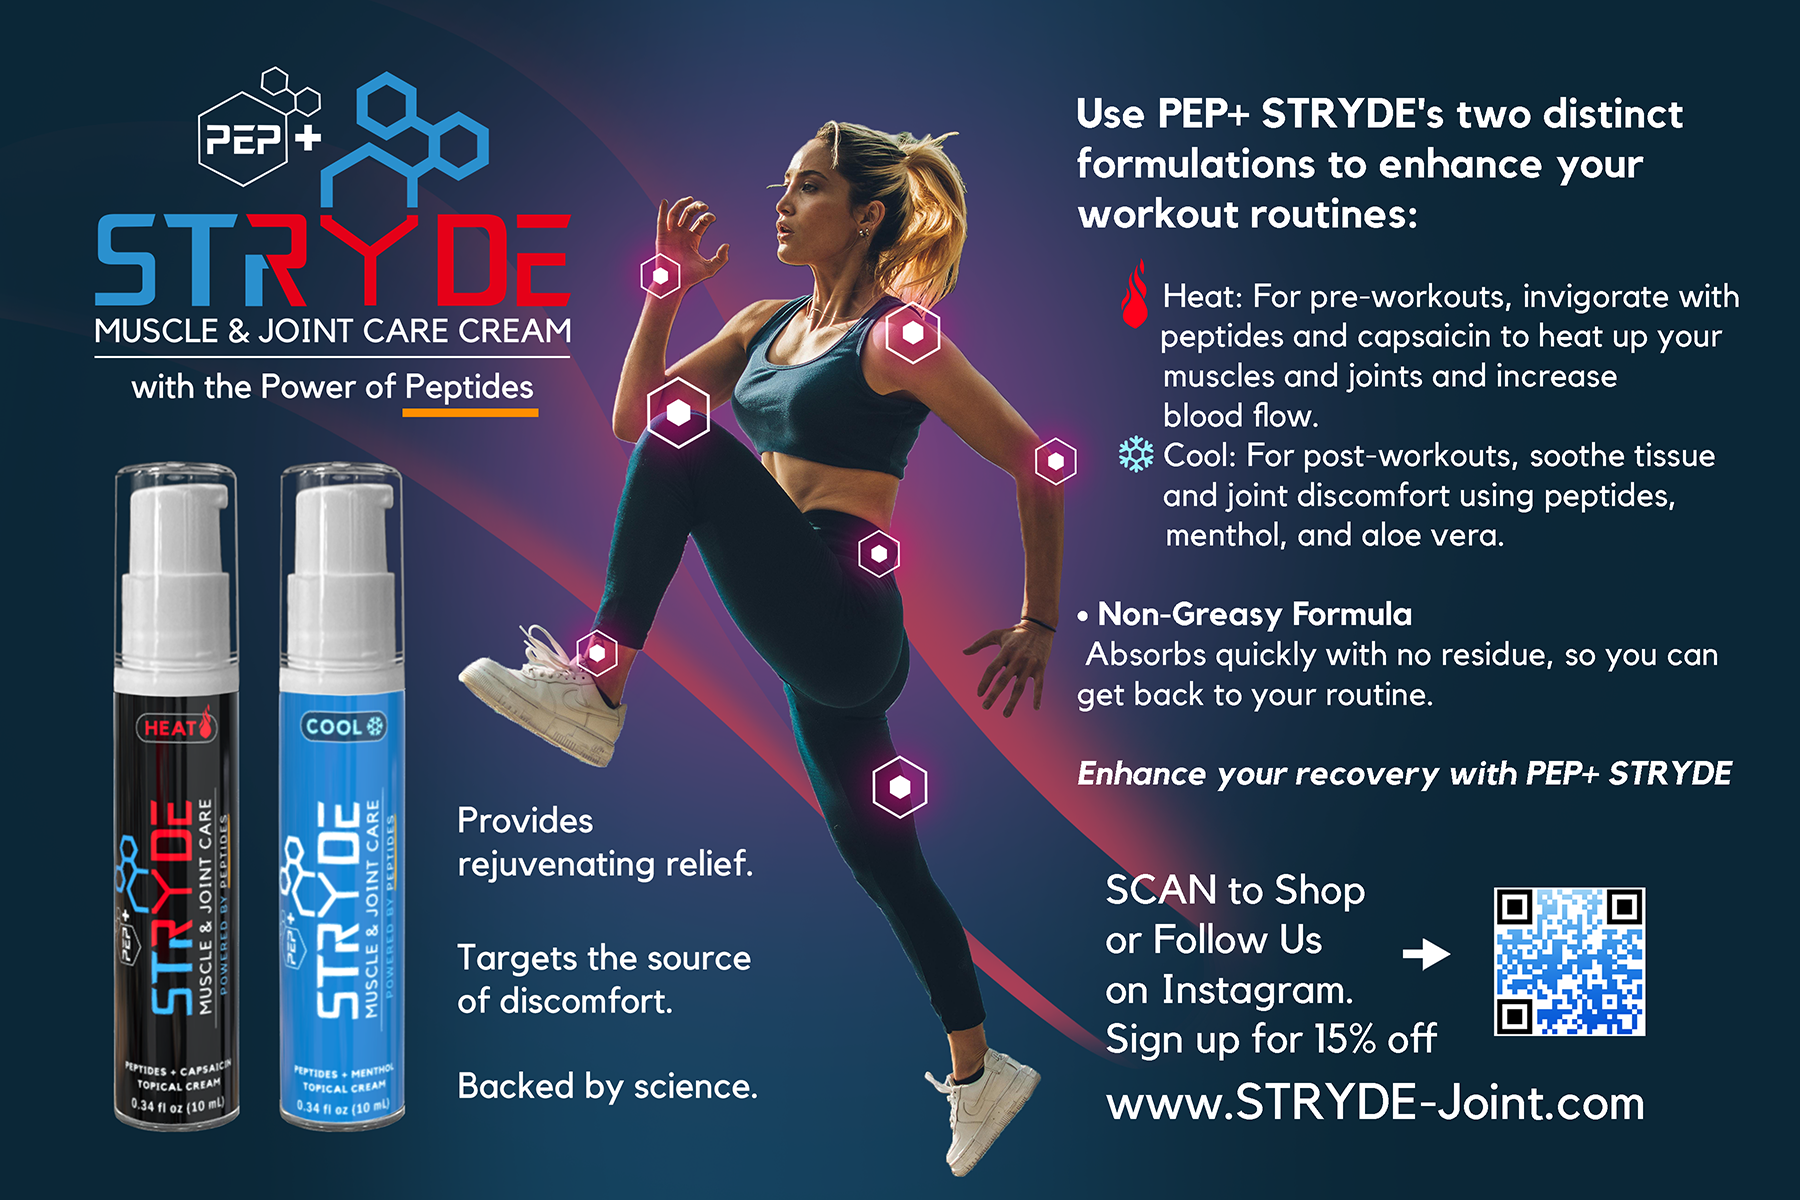 PEP+
STRYDE
MUSCLE & JOINT CARE CREAM
with the Power of Peptides
HEAT
PEP+
STRYDE
MUSCLE & JOINT CARE
POWERED BY PEPTIDES
PEPTIDES + CAPSAICIN
TOPICAL CREAM
0.34 fl oz (10 mL)
COOL
PEP+
STRYDE
MUSCLE & JOINT CARE
POWERED BY PEPTIDES
PEPTIDES + MENTHOL
TOPICAL CREAM
0.34 fl oz (10 mL)
Provides
rejuvenating relief.
Targets the source
of discomfort.
Backed by science.
Use PEP+ STRYDE's two distinct
formulations to enhance your
workout routines:
Heat: For pre-workouts, invigorate with
peptides and capsaicin to heat up your
muscles and joints and increase
blood flow.
Cool: For post-workouts, soothe tissue
and joint discomfort using peptides,
menthol, and aloe vera.
• Non-Greasy Formula
Absorbs quickly with no residue, so you can
get back to your routine.
Enhance your recovery with PEP+ STRYDE
SCAN to Shop
or Follow Us
on Instagram.
Sign up for 15% off
www.STRYDE-Joint.com